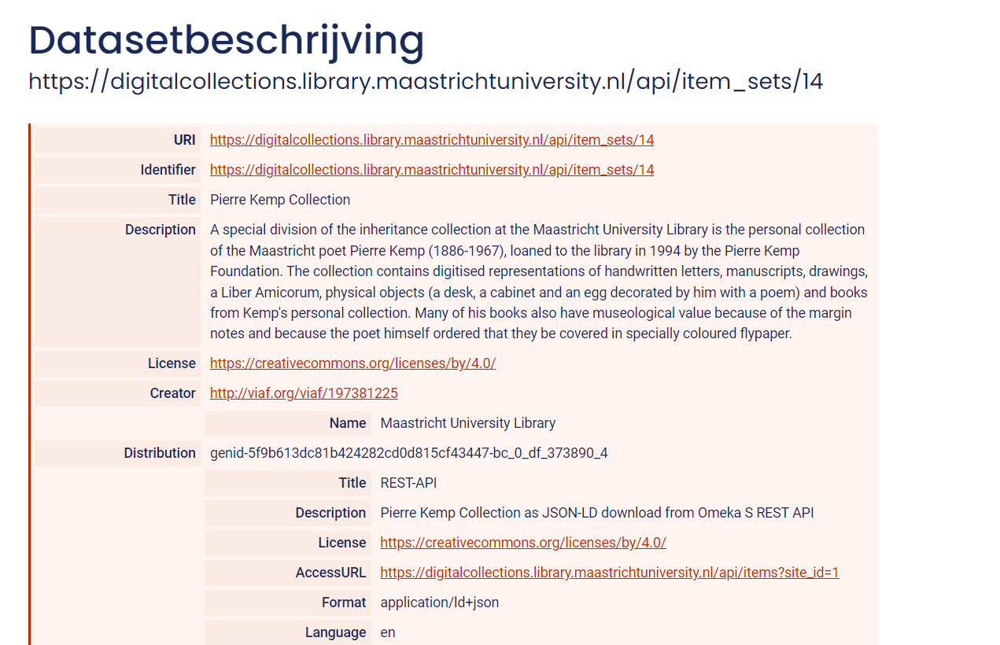 Datasetbeschrijving
https://digitalcollections.library.maastrichtuniversity.nl/api/item_sets/14
URI https://digitalcollections.library.maastrichtuniversity.nl/api/item_sets/14
Identifier https://digitalcollections.library.maastrichtuniversity.nl/api/item_sets/14
Title Pierre Kemp Collection
Description A special division of the inheritance collection at the Maastricht University Library is the personal collection
of the Maastricht poet Pierre Kemp (1886-1967), loaned to the library in 1994 by the Pierre Kemp
Foundation. The collection contains digitised representations of handwritten letters, manuscripts, drawings,
a Liber Amicorum, physical objects (a desk, a cabinet and an egg decorated by him with a poem) and books
from Kemp's personal collection. Many of his books also have museological value because of the margin
notes and because the poet himself ordered that they be covered in specially coloured flypaper.
License https://creativecommons.org/licenses/by/4.0/
Creator http://viaf.org/viaf/197381225
Name Maastricht University Library
Distribution genid-5f9b613dc81b424282cd0d815cf43447-bc_0_df_373890_4
Title REST-API
Description Pierre Kemp Collection as JSON-LD download from Omeka S REST API
License https://creativecommons.org/licenses/by/4.0/
AccessURL https://digitalcollections.library.maastrichtuniversity.nl/api/items?site_id=1
Format application/ld+json
Language en